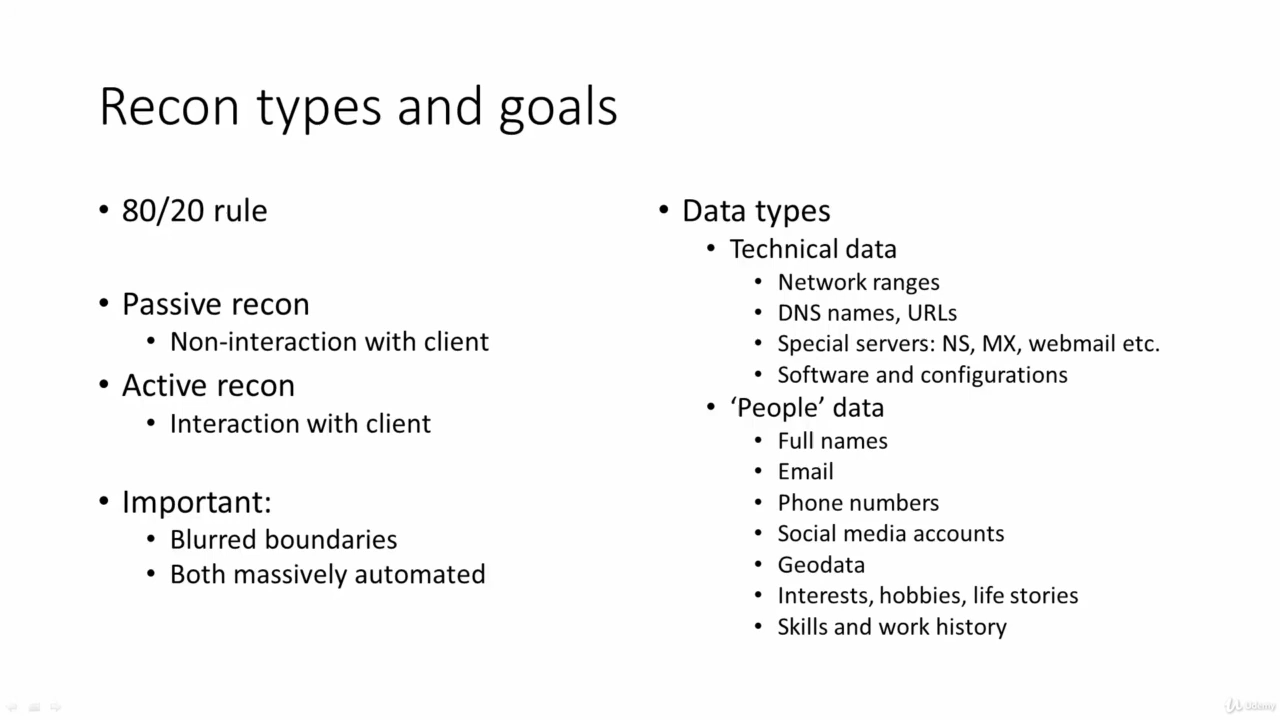 Recon types and goals
• 80/20 rule
• Passive recon
• Non-interaction with client
• Active recon
• Interaction with client
• Important:
• Blurred boundaries
• Both massively automated
• Data types
• Technical data
• Network ranges
• DNS names, URLs
• Special servers: NS, MX, webmail etc.
• Software and configurations
• ‘People’ data
• Full names
• Email
• Phone numbers
• Social media accounts
• Geodata
• Interests, hobbies, life stories
• Skills and work history
Udemy